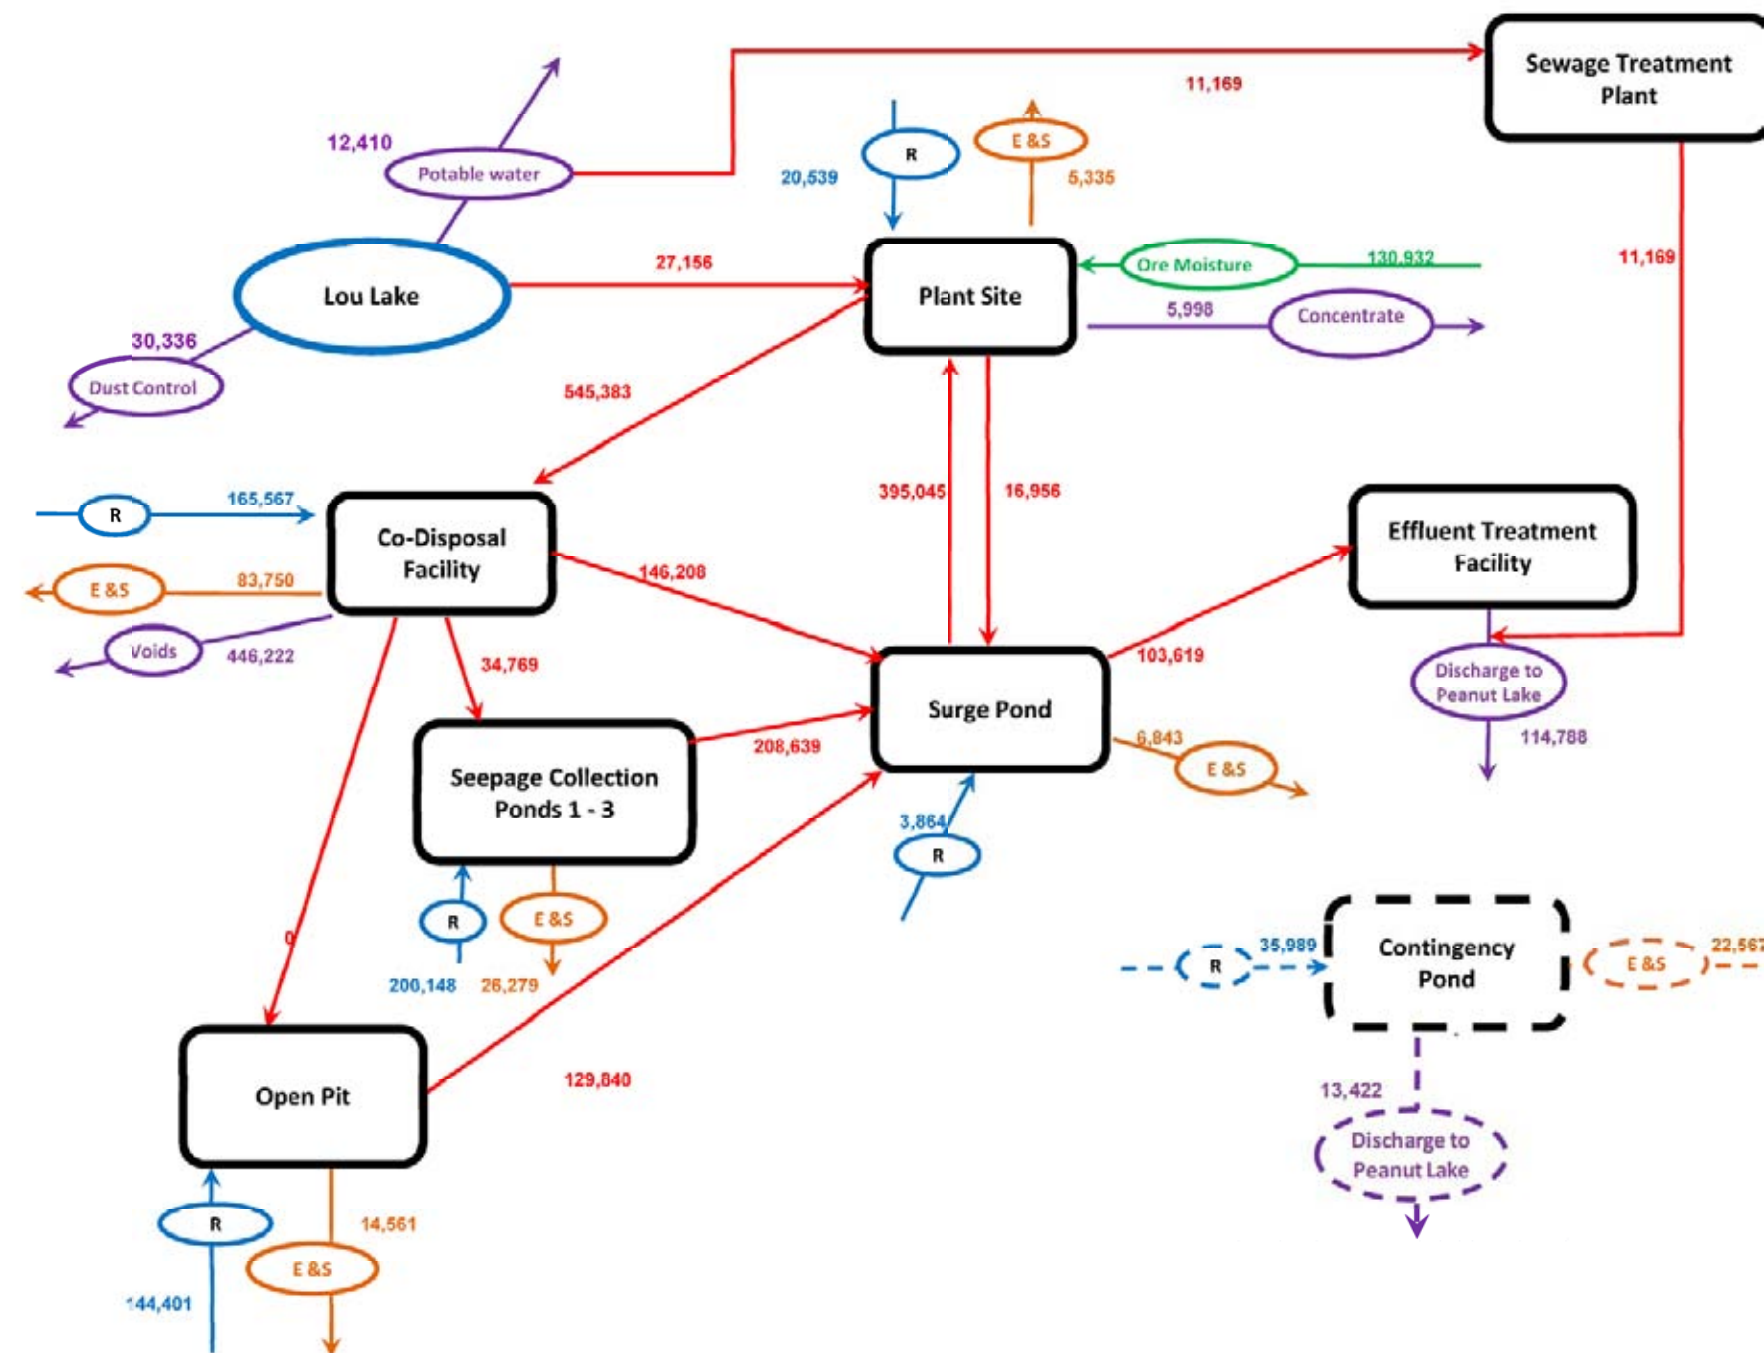 Sewage Treatment
Plant
11,169
12,410
Potable water
R
E &S
20,539
5,335
Lou Lake
27,156
Plant Site
Ore Moisture
130,932
11,169
5,998
Concentrate
30,336
Dust Control
545,383
R
165,567
395,045
16,956
Co-Disposal
Facility
Effluent Treatment
Facility
E &S
83,750
146,208
Voids
446,222
34,769
103,619
Discharge to
Peanut Lake
Surge Pond
208,639
6,843
114,788
E &S
Seepage Collection
Ponds 1 - 3
3,864
R
R
E &S
0
200,148
26,279
R
35,989
Contingency
Pond
E &S
22,567
Open Pit
129,840
13,422
Discharge to
Peanut Lake
R
14,561
E &S
144,401